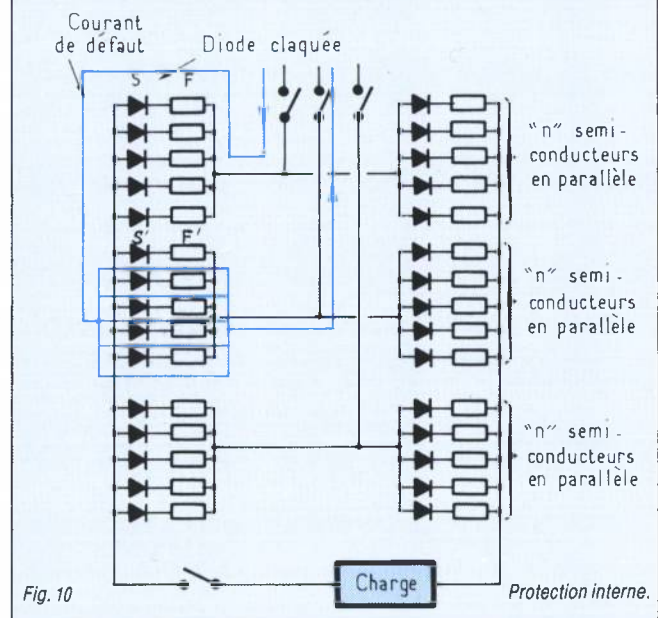 Courant
de défaut
Diode claquée
S F
"n" semi-
conducteurs
en parallèle
S' F'
"n" semi-
conducteurs
en parallèle
"n" semi-
conducteurs
en parallèle
Charge
Fig. 10
Protection interne.